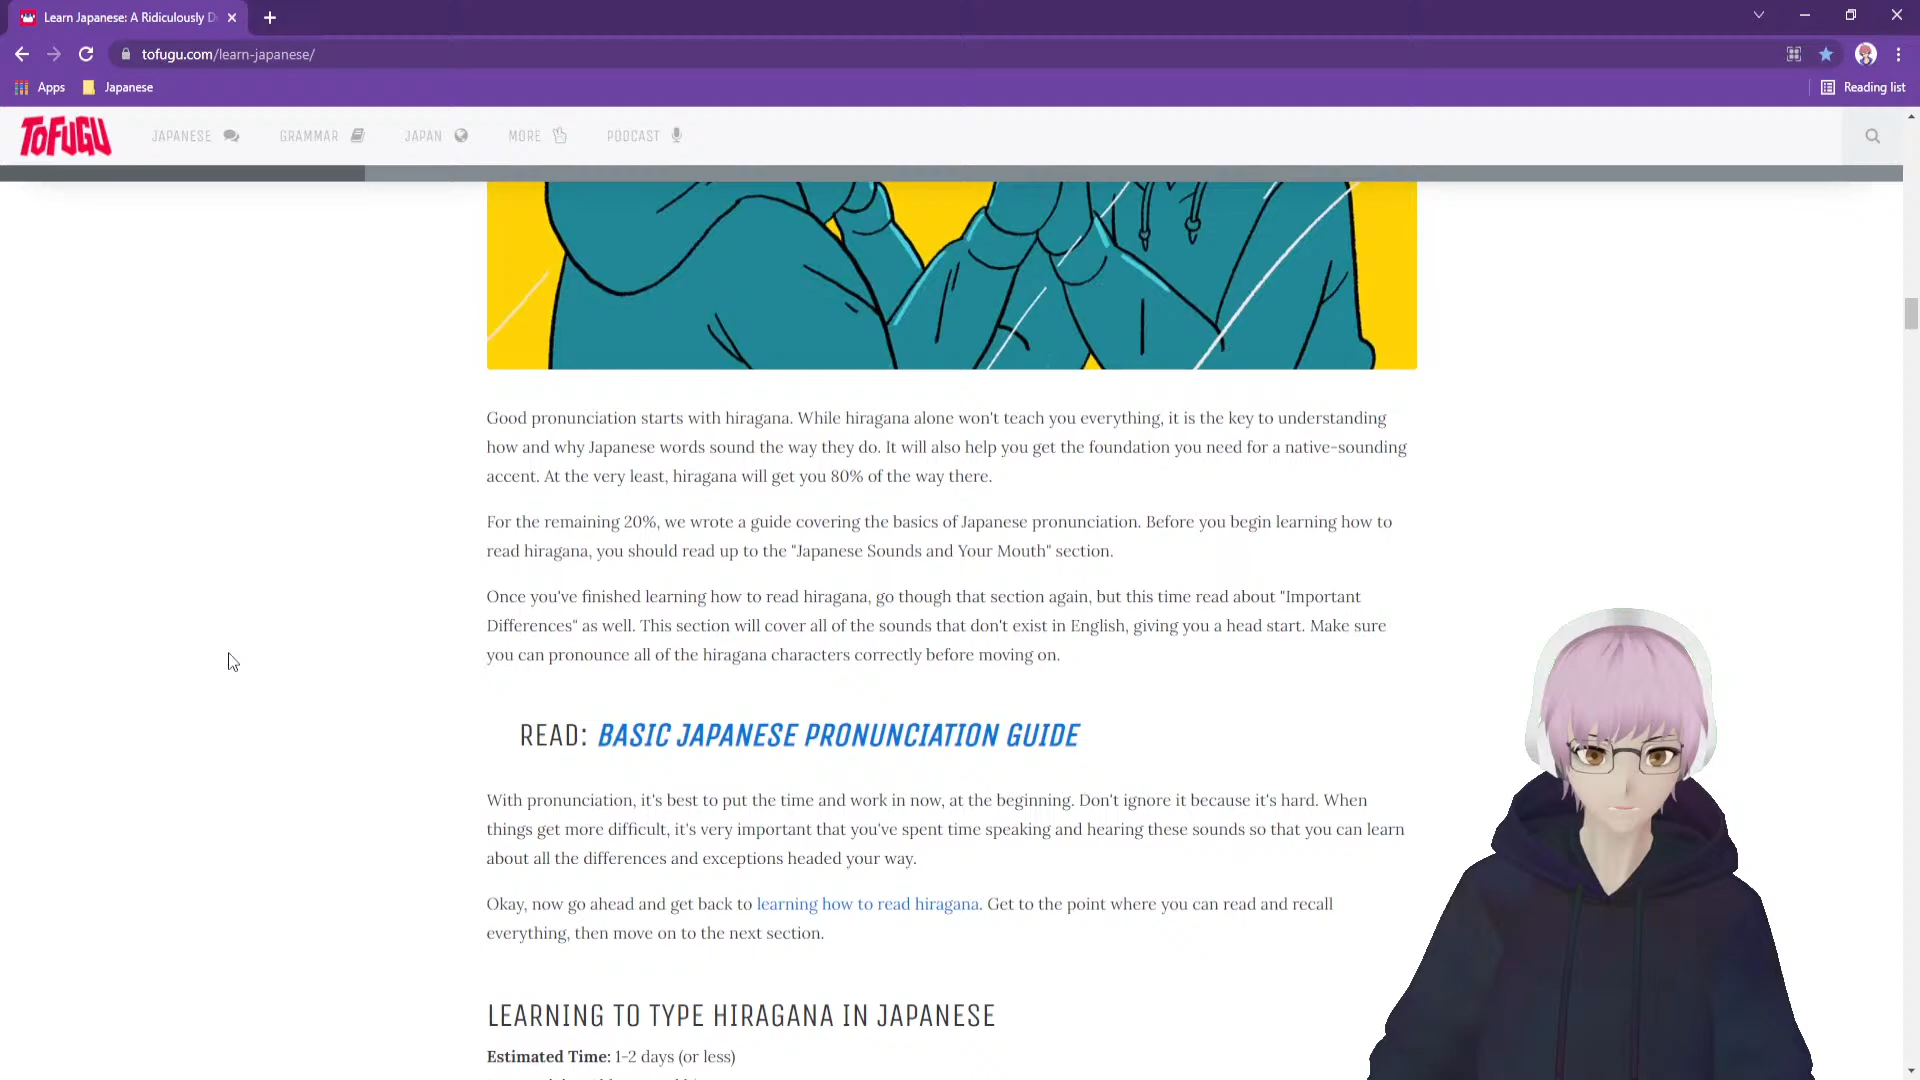 Learn Japanese: A Ridiculously D
tofugu.com/learn-japanese/
Apps
Japanese
Reading list
TOFUGU
JAPANESE
GRAMMAR
JAPAN
MORE
PODCAST
Good pronunciation starts with hiragana. While hiragana alone won't teach you everything, it is the key to understanding
how and why Japanese words sound the way they do. It will also help you get the foundation you need for a native-sounding
accent. At the very least, hiragana will get you 80% of the way there.
For the remaining 20%, we wrote a guide covering the basics of Japanese pronunciation. Before you begin learning how to
read hiragana, you should read up to the "Japanese Sounds and Your Mouth" section.
Once you've finished learning how to read hiragana, go though that section again, but this time read about "Important
Differences" as well. This section will cover all of the sounds that don't exist in English, giving you a head start. Make sure
you can pronounce all of the hiragana characters correctly before moving on.
READ: BASIC JAPANESE PRONUNCIATION GUIDE
With pronunciation, it's best to put the time and work in now, at the beginning. Don't ignore it because it's hard. When
things get more difficult, it's very important that you've spent time speaking and hearing these sounds so that you can learn
about all the differences and exceptions headed your way.
Okay, now go ahead and get back to learning how to read hiragana. Get to the point where you can read and recall
everything, then move on to the next section.
LEARNING TO TYPE HIRAGANA IN JAPANESE
Estimated Time: 1-2 days (or less)